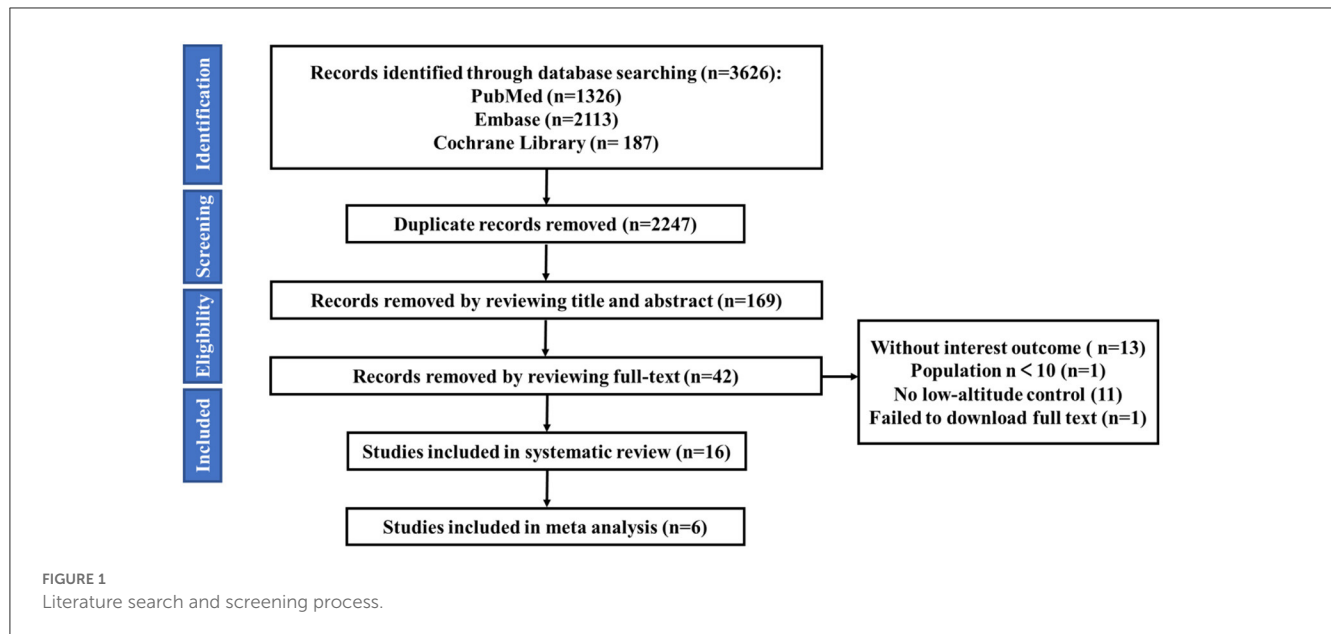 Identification
Records identified through database searching (n=3626):
PubMed (n=1326)
Embase (n=2113)
Cochrane Library (n= 187)
Screening
Duplicate records removed (n=2247)
Records removed by reviewing title and abstract (n=169)
Eligibility
Records removed by reviewing full-text (n=42)
Without interest outcome ( n=13)
Population n < 10 (n=1)
No low-altitude control (11)
Failed to download full text (n=1)
Included
Studies included in systematic review (n=16)
Studies included in meta analysis (n=6)
FIGURE 1
Literature search and screening process.